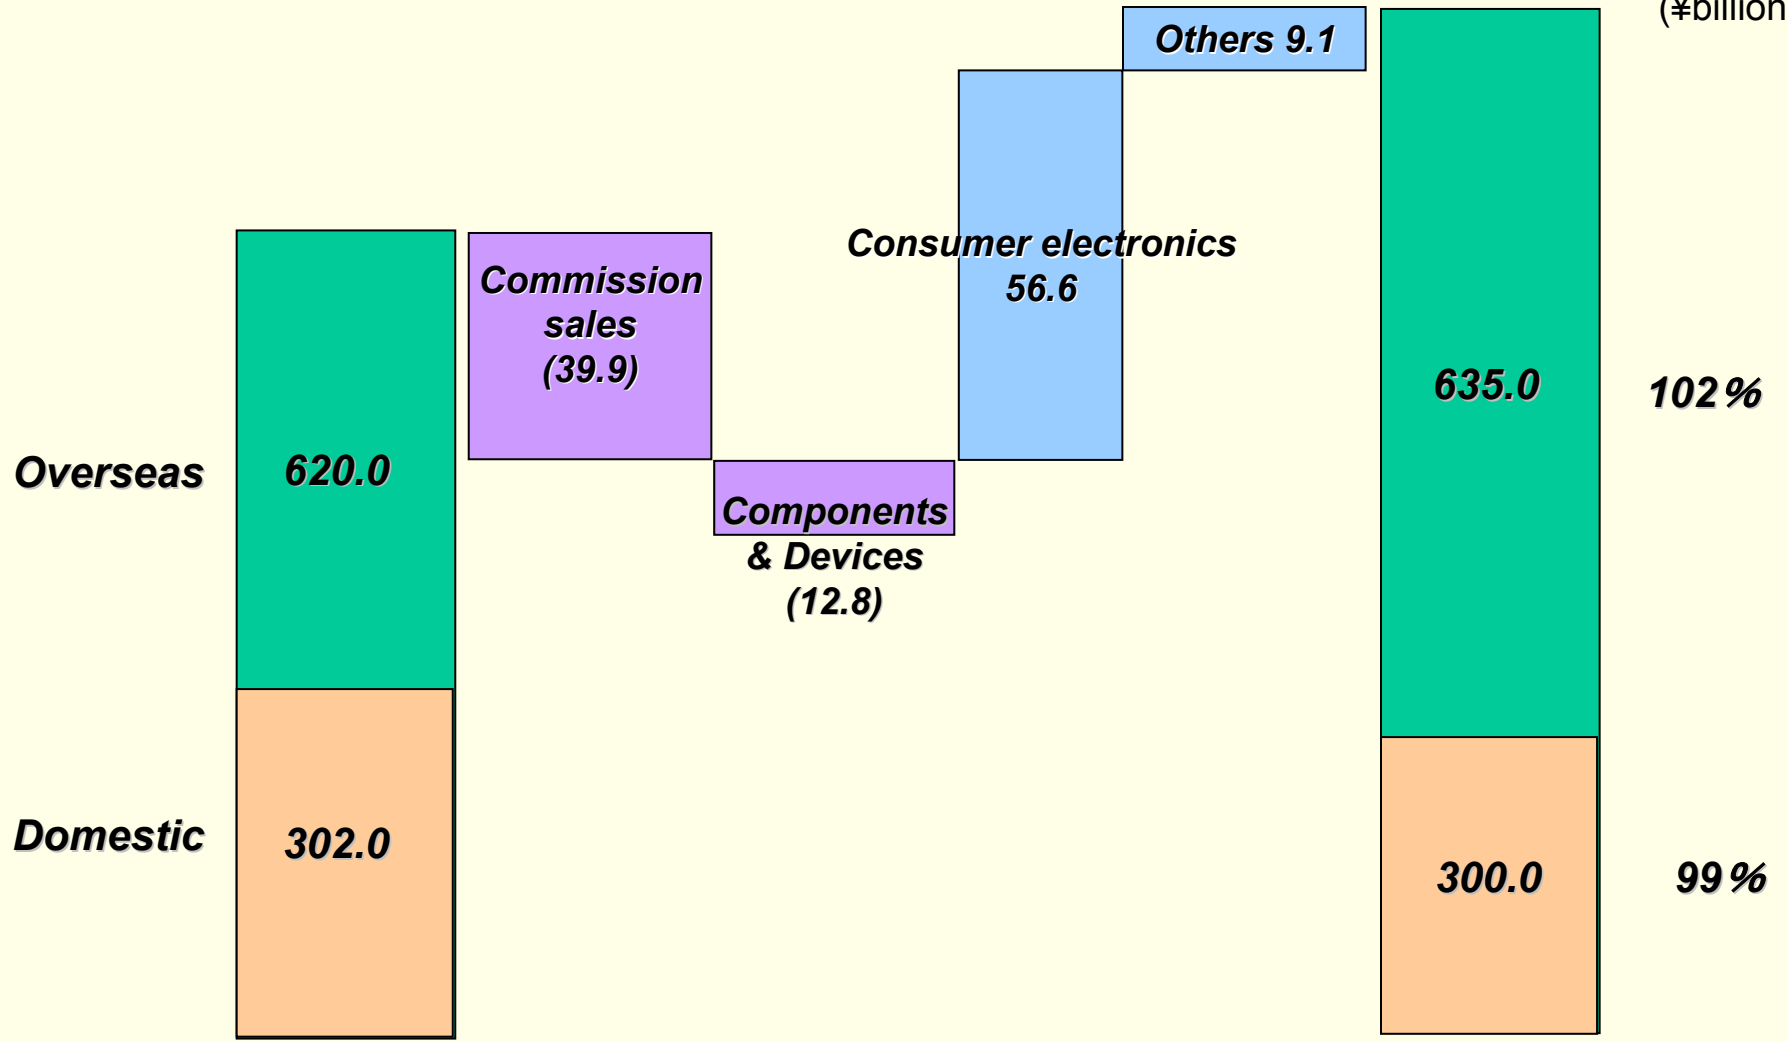 (¥billion
Others 9.1
Consumer electronics
56.6
Commission
sales
(39.9)
635.0
102%
Overseas
620.0
Components
& Devices
(12.8)
Domestic
302.0
300.0
99%